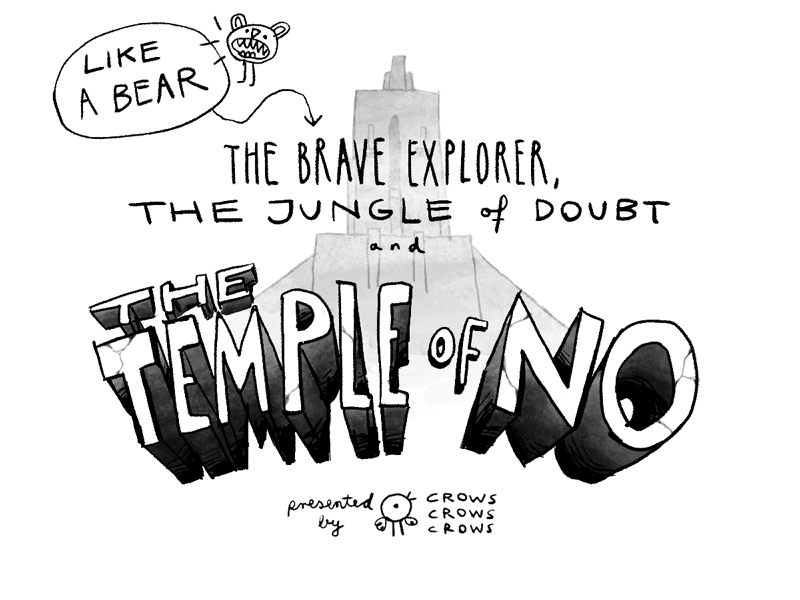 LIKE
A BEAR
THE BRAVE EXPLORER,
THE JUNGLE of DOUBT
and
THE
TEMPLE OF NO
presented
by
CROWS
CROWS
CROWS